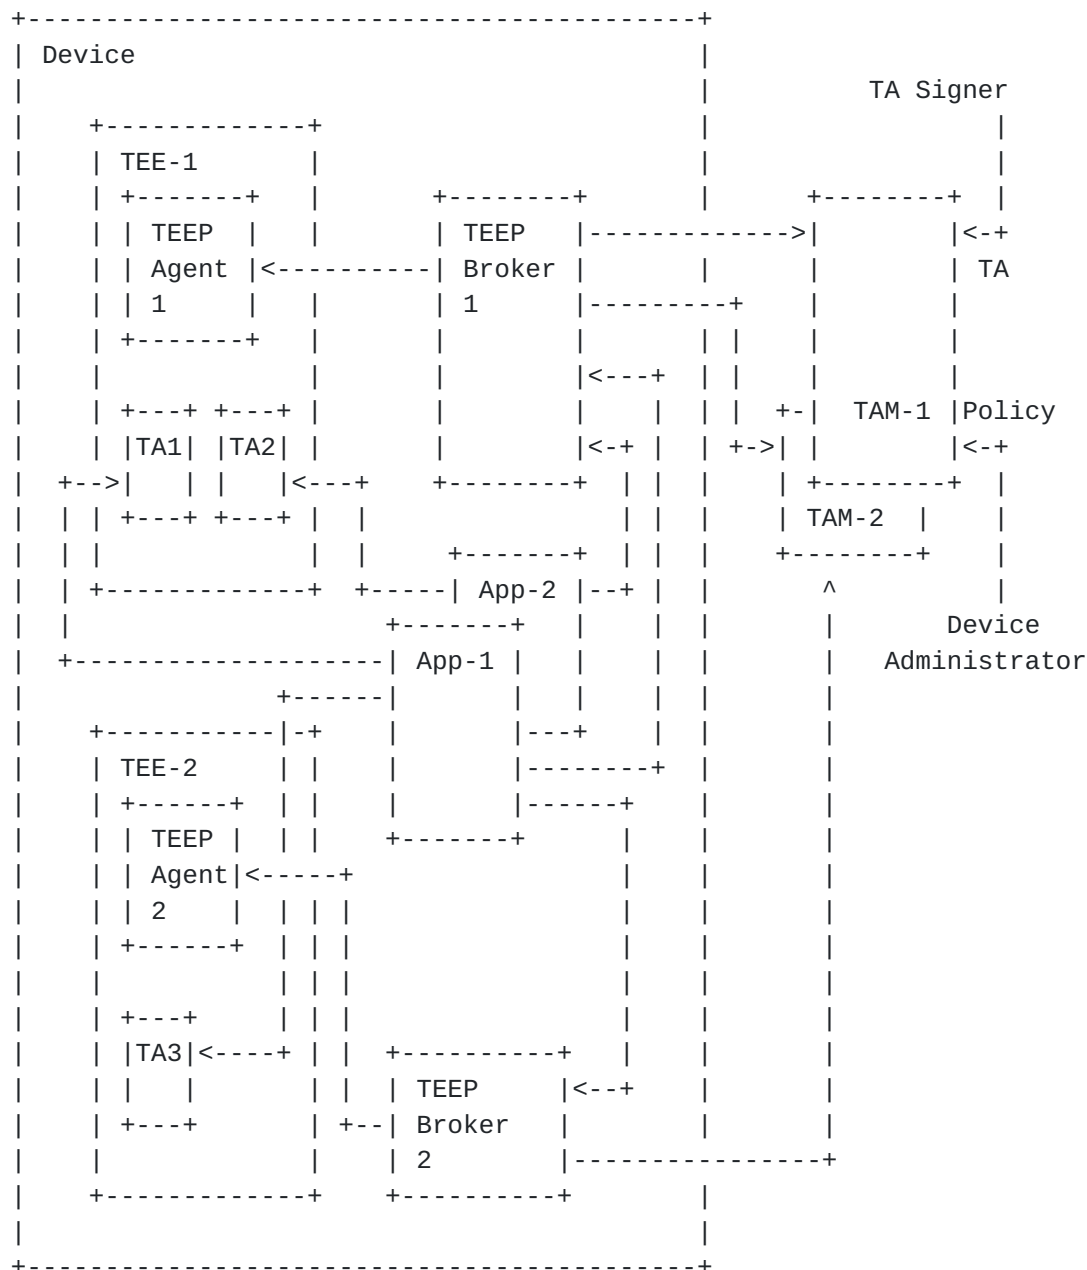 Device
TA Signer
TEE-1
TEEP TEEP
Agent Broker TA
1 1
TAM-1 Policy
TA1 TA2
TAM-2
App-2
Device
App-1 Administrator
TEE-2
TEEP
Agent
2
TA3
TEEP
Broker
2